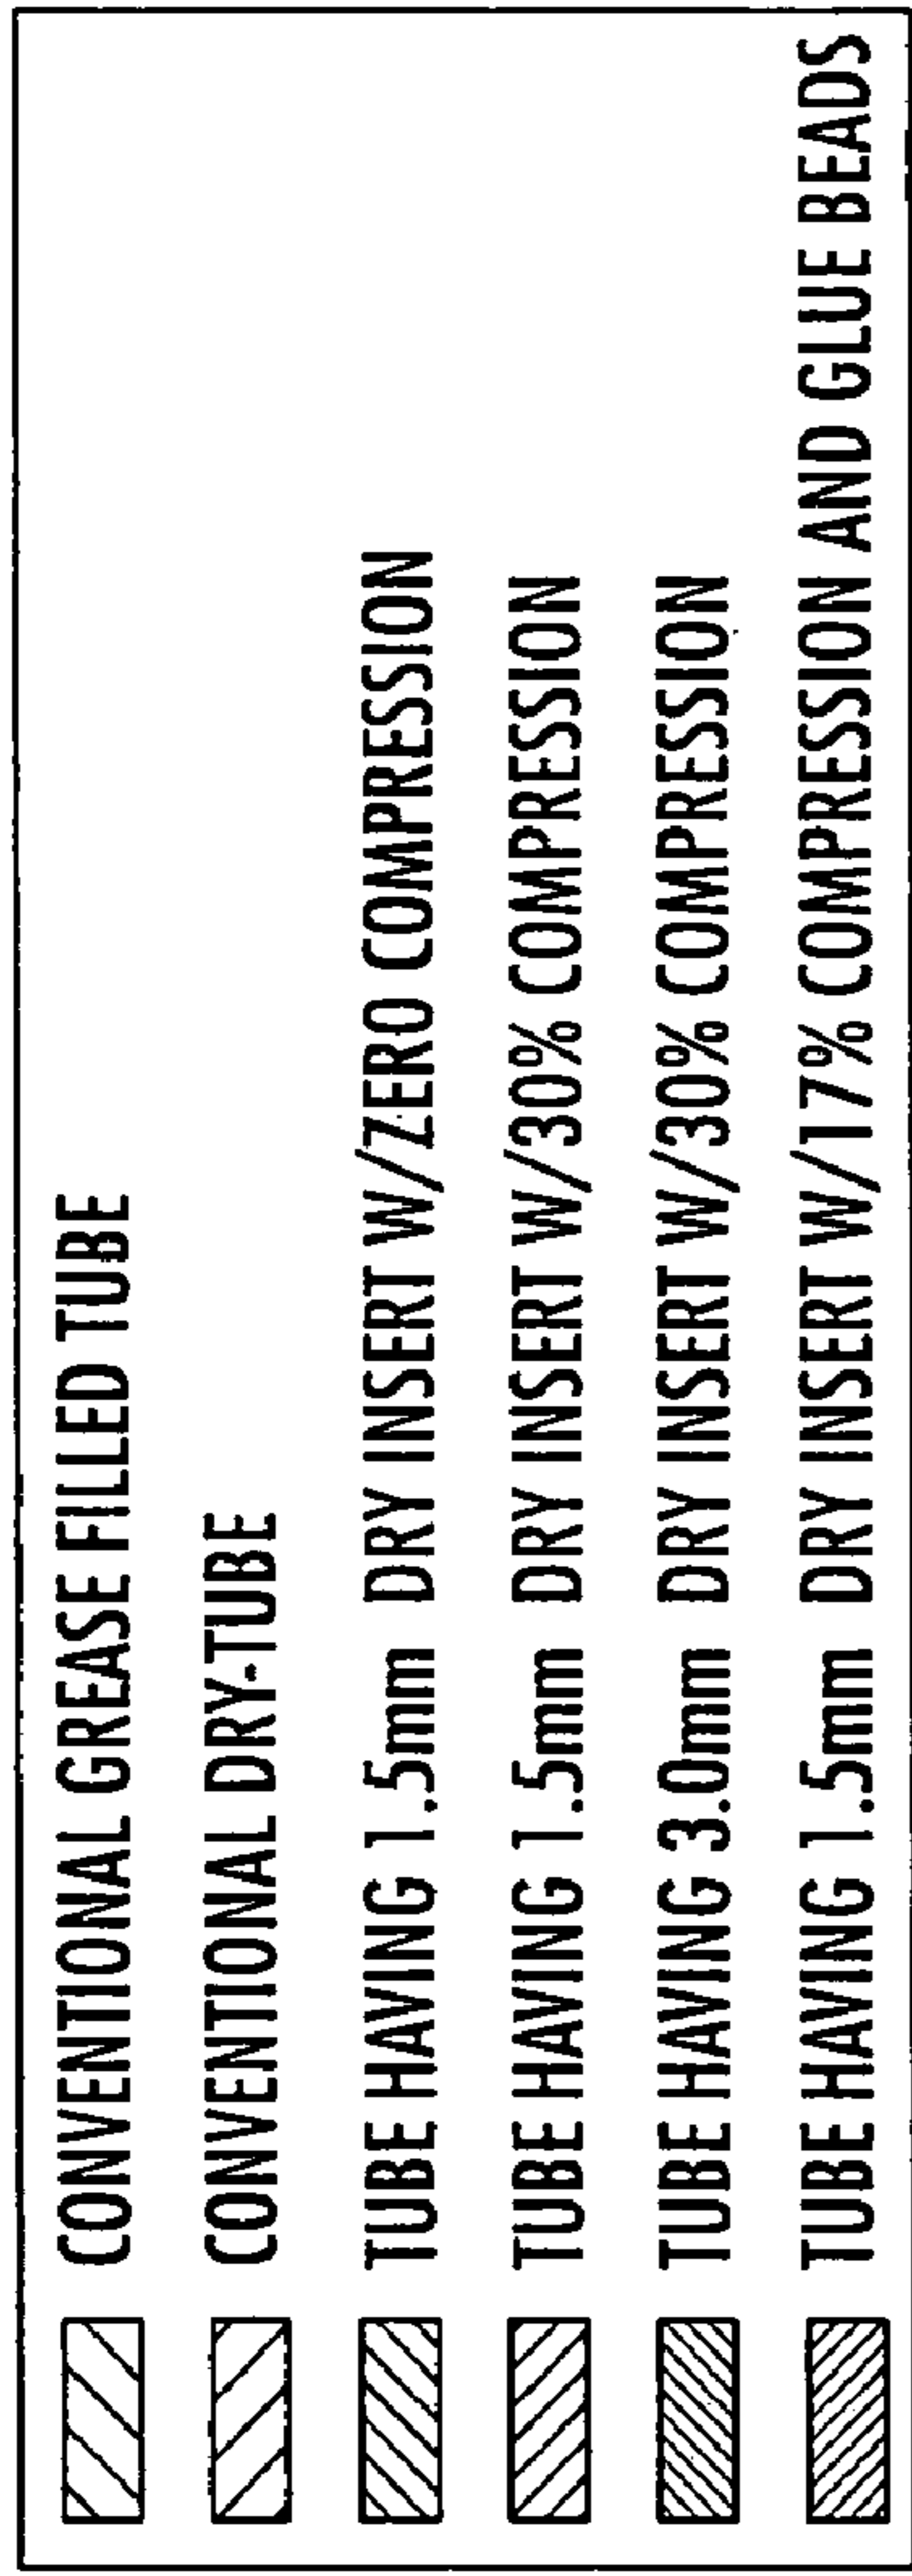 CONVENTIONAL GREASE FILLED TUBE
CONVENTIONAL DRY-TUBE
TUBE HAVING 1.5mm DRY INSERT W/ZERO COMPRESSION
TUBE HAVING 1.5mm DRY INSERT W/30% COMPRESSION
TUBE HAVING 3.0mm DRY INSERT W/30% COMPRESSION
TUBE HAVING 1.5mm DRY INSERT W/17% COMPRESSION AND GLUE BEADS